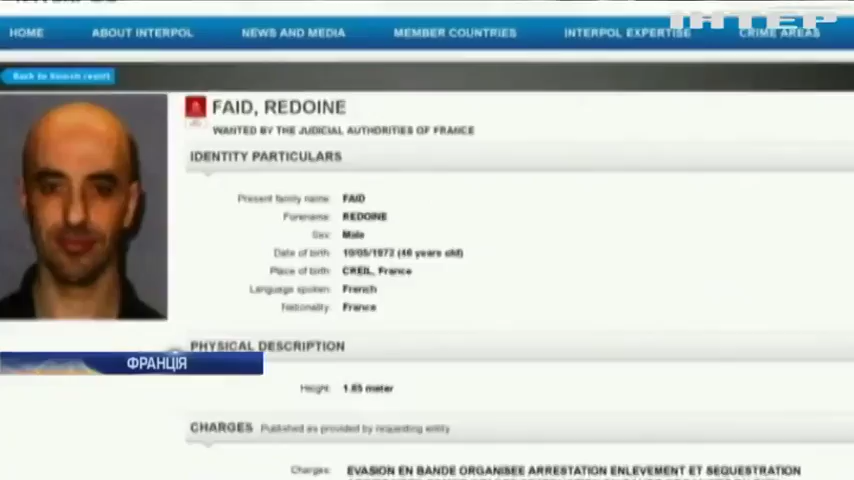 ІНТЕР
HOME ABOUT INTERPOL NEWS AND MEDIA MEMBER COUNTRIES INTERPOL EXPERTISE CRIME AREAS
Back to Search result
FAID, REDOINE
WANTED BY THE JUDICIAL AUTHORITIES OF FRANCE
IDENTITY PARTICULARS
Present family name: FAID
Forename: REDOINE
Sex: Male
Date of birth: 10/05/1972 (46 years old)
Place of birth: CREIL, France
Language spoken: French
Nationality: France
PHYSICAL DESCRIPTION
ФРАНЦІЯ
Height: 1.85 meter
CHARGES Published as provided by requesting entity
Charges: EVASION EN BANDE ORGANISEE ARRESTATION ENLEVEMENT ET SEQUESTRATION